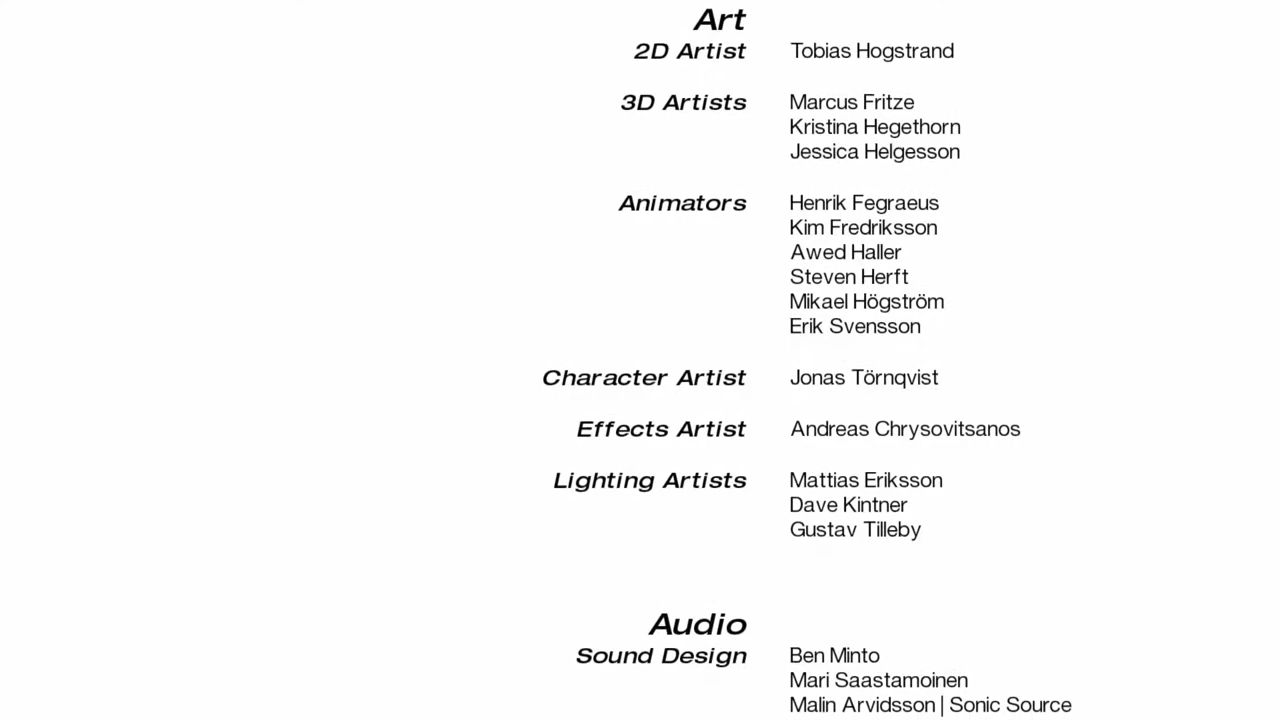 Art
2D Artist Tobias Hogstrand
3D Artists Marcus Fritze
Kristina Hegethorn
Jessica Helgesson
Animators Henrik Fegraeus
Kim Fredriksson
Awed Haller
Steven Herft
Mikael Högström
Erik Svensson
Character Artist Jonas Törnqvist
Effects Artist Andreas Chrysovitsanos
Lighting Artists Mattias Eriksson
Dave Kintner
Gustav Tilleby
Audio
Sound Design Ben Minto
Mari Saastamoinen
Malin Arvidsson | Sonic Source